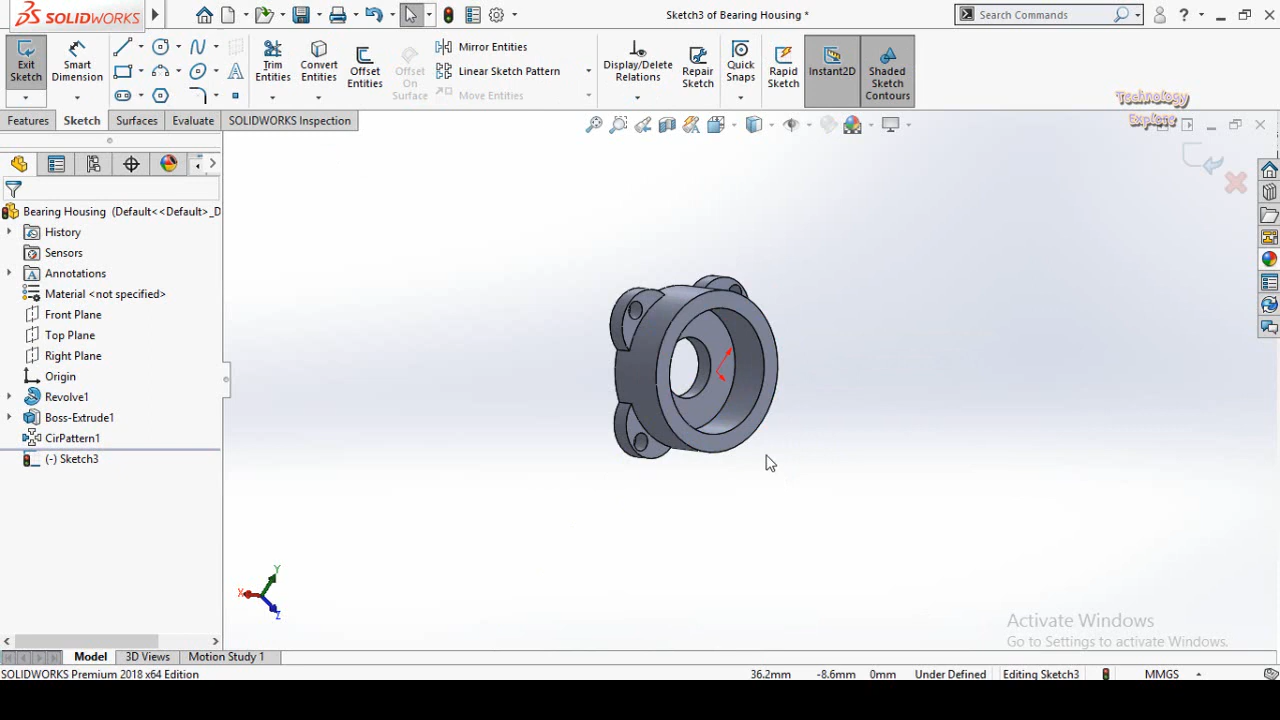 SOLIDWORKS
Sketch3 of Bearing Housing *
Search Commands
?
Exit Sketch
Smart Dimension
Trim Entities
Convert Entities
Offset Entities
Offset On Surface
Mirror Entities
Linear Sketch Pattern
Move Entities
Display/Delete Relations
Repair Sketch
Quick Snaps
Rapid Sketch
Instant2D
Shaded Sketch Contours
Technology
Explore
Features
Sketch
Surfaces
Evaluate
SOLIDWORKS Inspection
Bearing Housing (Default<<Default>_D
History
Sensors
Annotations
Material <not specified>
Front Plane
Top Plane
Right Plane
Origin
Revolve1
Boss-Extrude1
CirPattern1
(-) Sketch3
Y
X
Z
Activate Windows
Go to Settings to activate Windows.
Model
3D Views
Motion Study 1
SOLIDWORKS Premium 2018 x64 Edition
36.2mm
-8.6mm
0mm
Under Defined
Editing Sketch3
MMGS